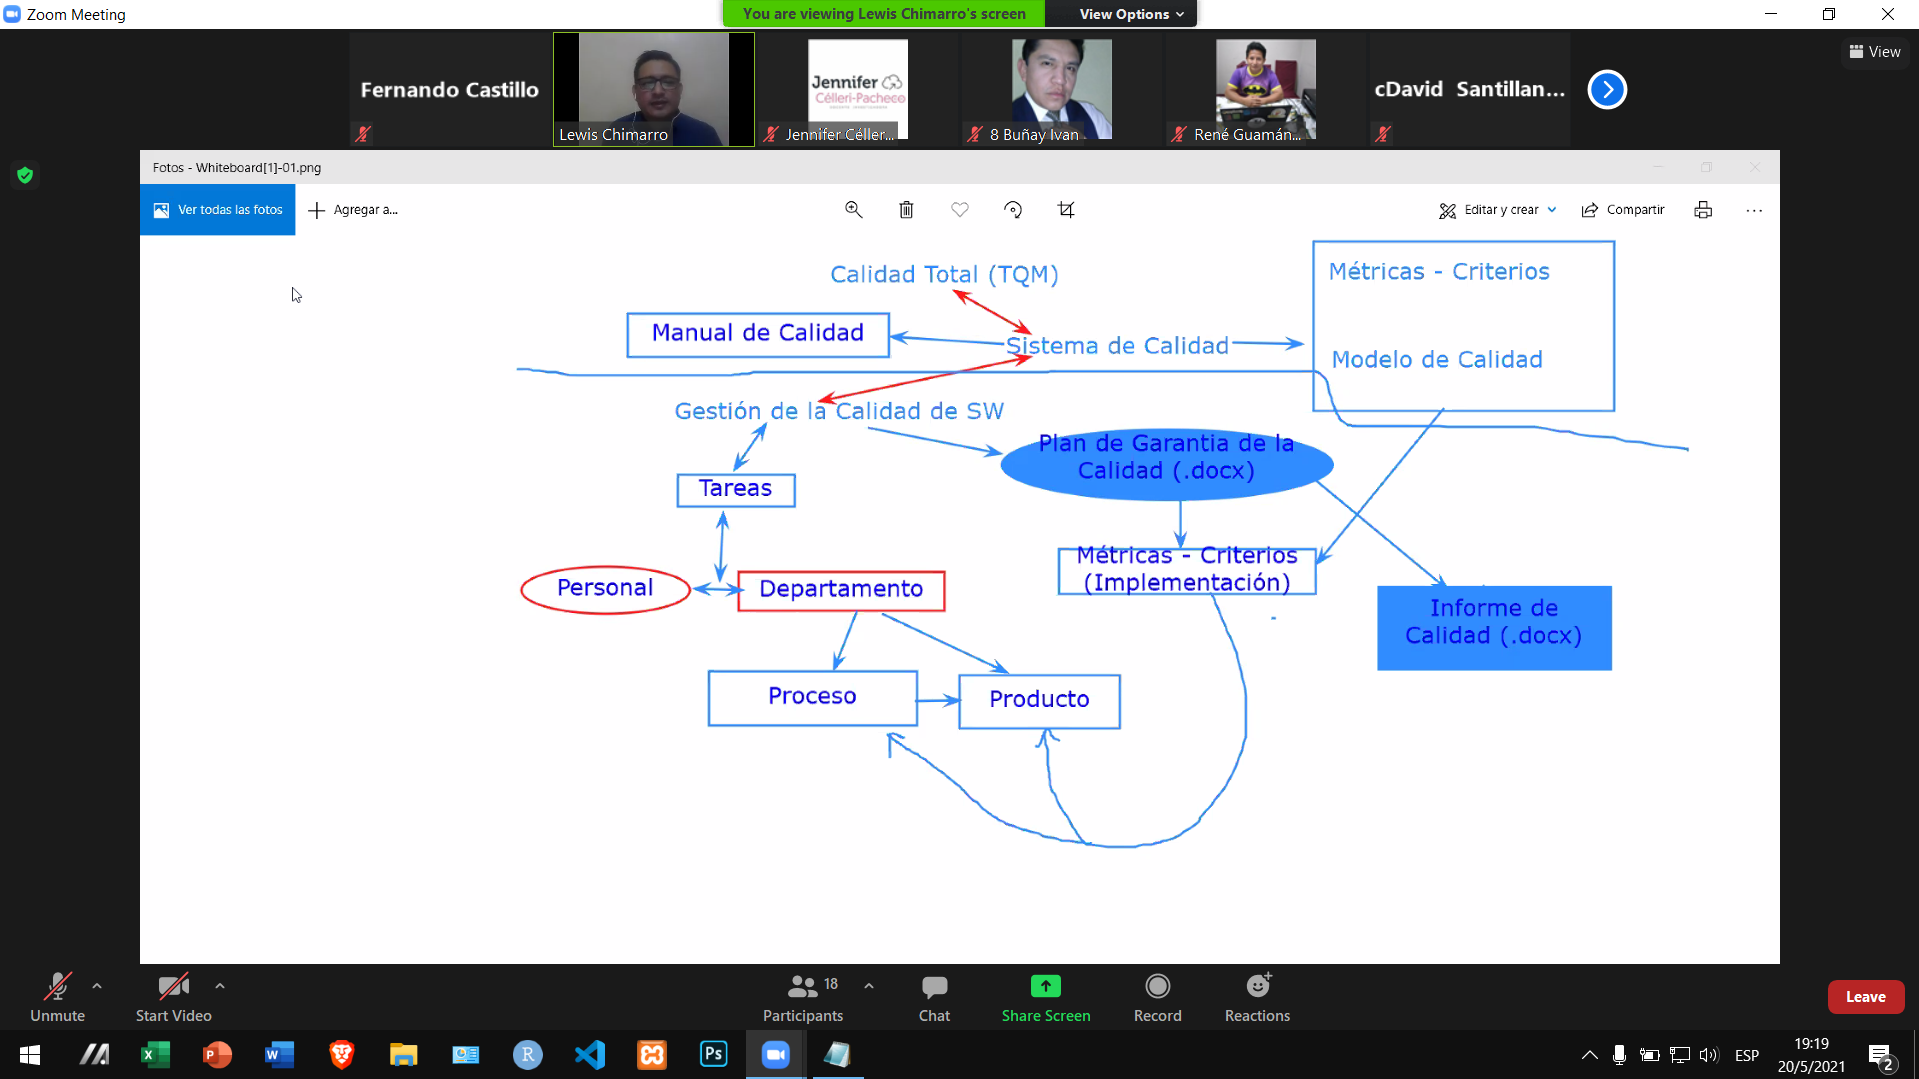 Zoom Meeting
You are viewing Lewis Chimarro's screen
View Options
View
Fernando Castillo
Lewis Chimarro
Jennifer
Célleri-Pacheco
Jennifer Céller...
8 Buñay Ivan
René Guamán...
cDavid Santillan...
Fotos - Whiteboard[1]-01.png
Ver todas las fotos
Agregar a...
Editar y crear
Compartir
Calidad Total (TQM)
Métricas - Criterios
Manual de Calidad
Sistema de Calidad
Modelo de Calidad
Gestión de la Calidad de SW
Plan de Garantia de la
Calidad (.docx)
Tareas
Métricas - Criterios
(Implementación)
Personal
Departamento
Informe de
Calidad (.docx)
Proceso
Producto
Unmute
Start Video
18
Participants
Chat
Share Screen
Record
Reactions
Leave
X
P
W
R
Ps
ESP
19:19
20/5/2021
2